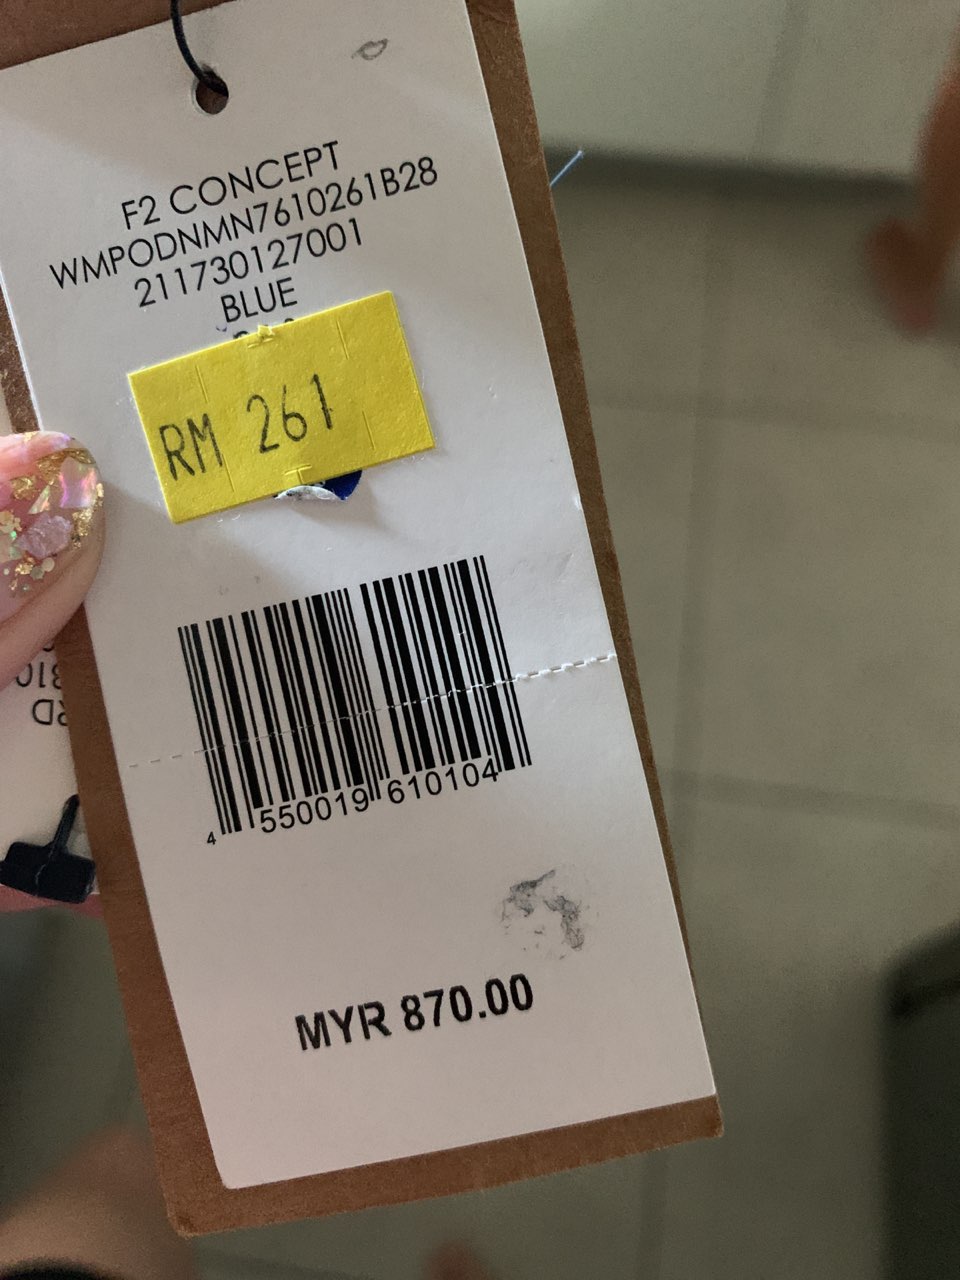 F2 CONCEPT
WMPODNMN7610261B28
211730127001
BLUE
RM 261
4 550019 610104
MYR 870.00